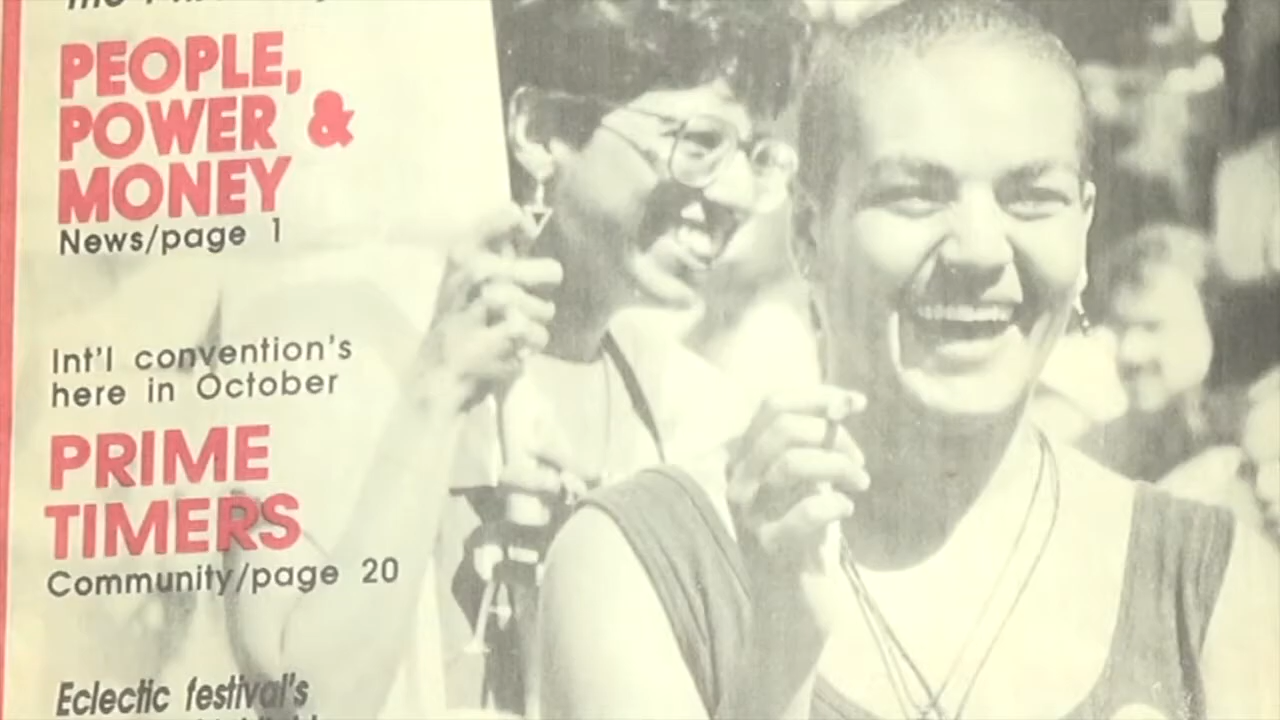 PEOPLE,
POWER &
MONEY
News/page 1
Int'l convention's
here in October
PRIME
TIMERS
Community/page 20
Eclectic festival's